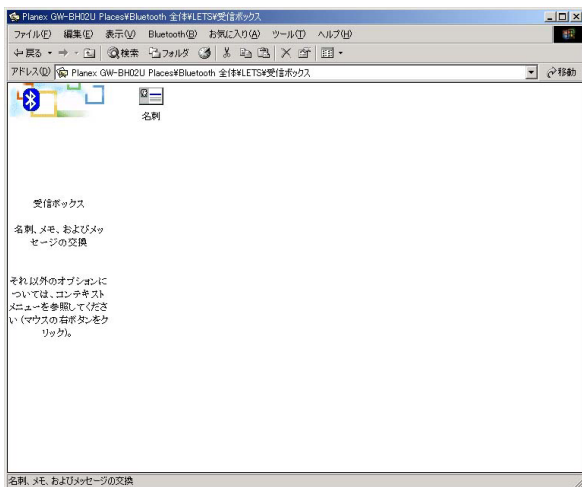 Planex GW-BH02U Places¥Bluetooth 全体¥LETS¥受信ボックス
ファイル(F) 編集(E) 表示(V) Bluetooth(B) お気に入り(A) ツール(T) ヘルプ(H)
戻る 検索 フォルダ
アドレス(D) Planex GW-BH02U Places¥Bluetooth 全体¥LETS¥受信ボックス 移動
名刺
受信ボックス
名刺、メモ、およびメッ
セージの交換
それ以外のオプションに
ついては、コンテキスト
メニューを参照してくださ
い (マウスの右ボタンをク
リック)。
名刺、メモ、およびメッセージの交換